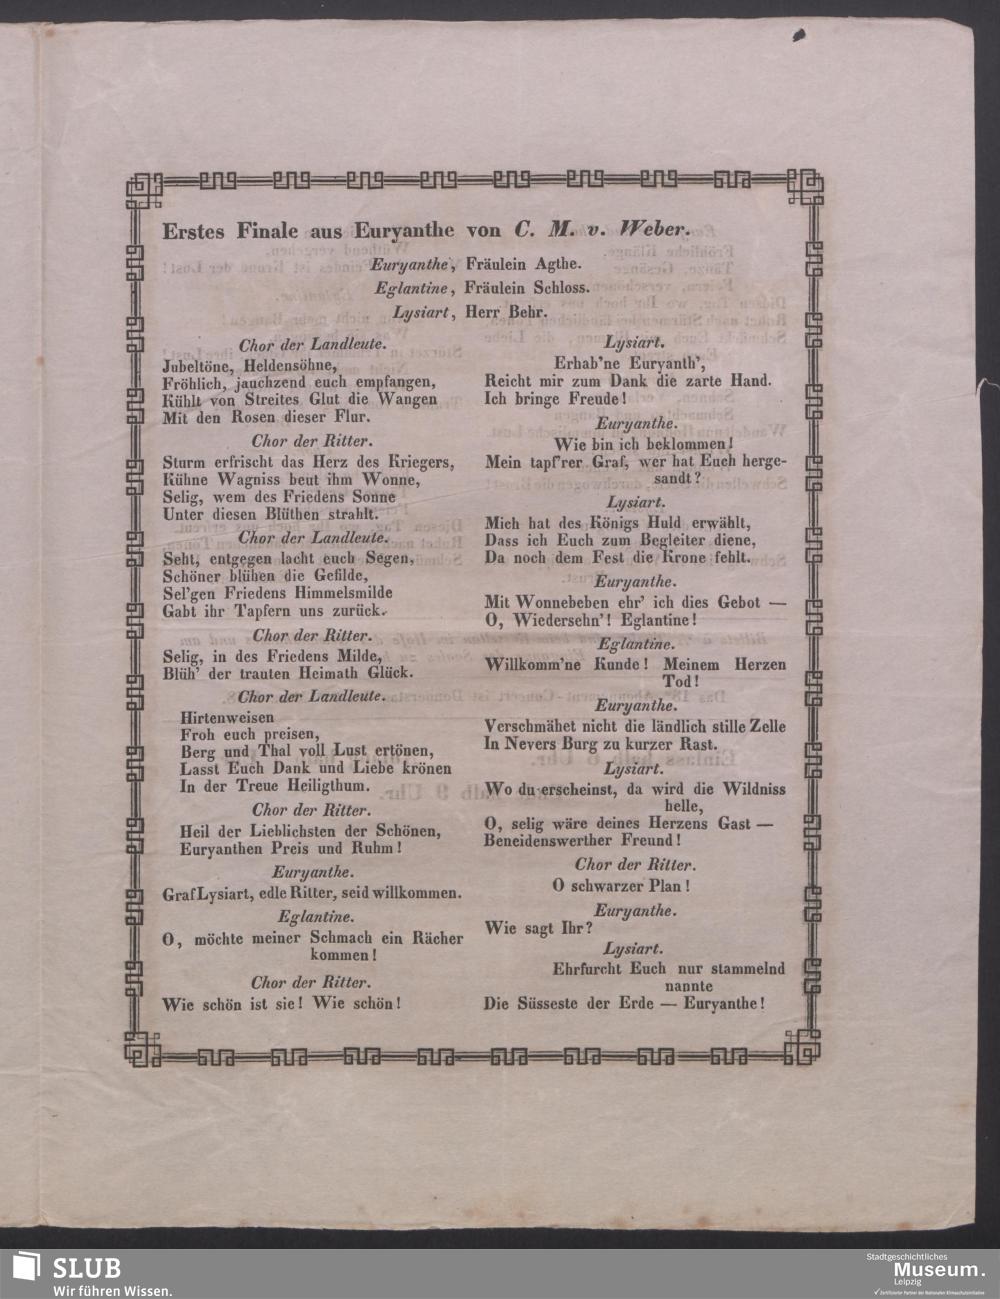 Erstes Finale aus Euryanthe von C. M. v. Weber.
Euryanthe, Fräulein Agthe.
Eglantine, Fräulein Schloss.
Lysiart, Herr Behr.
Chor der Landleute.
Jubeltöne, Heldensöhne,
Fröhlich, jauchzend euch empfangen,
Kühlt von Streites Glut die Wangen
Mit den Rosen dieser Flur.
Chor der Ritter.
Sturm erfrischt das Herz des Kriegers,
Kühne Wagniss beut ihm Wonne,
Selig, wem des Friedens Sonne
Unter diesen Blüthen strahlt.
Chor der Landleute.
Seht, entgegen lacht euch Segen,
Schöner blühen die Gefilde,
Sel'gen Friedens Himmelsmilde
Gabt ihr Tapfern uns zurück.
Chor der Ritter.
Selig, in des Friedens Milde,
Blüh' der trauten Heimath Glück.
Chor der Landleute.
Hirtenweisen
Froh euch preisen,
Berg und Thal voll Lust ertönen,
Lasst Euch Dank und Liebe krönen
In der Treue Heiligthum.
Chor der Ritter.
Heil der Lieblichsten der Schönen,
Euryanthen Preis und Ruhm!
Euryanthe.
Graf Lysiart, edle Ritter, seid willkommen.
Eglantine.
O, möchte meiner Schmach ein Rächer
kommen!
Chor der Ritter.
Wie schön ist sie! Wie schön!
Lysiart.
Erhab'ne Euryanth',
Reicht mir zum Dank die zarte Hand.
Ich bringe Freude!
Euryanthe.
Wie bin ich beklommen!
Mein tapf'rer Graf, wer hat Euch herge-
sandt?
Lysiart.
Mich hat des Königs Huld erwählt,
Dass ich Euch zum Begleiter diene,
Da noch dem Fest die Krone fehlt.
Euryanthe.
Mit Wonnebeben ehr' ich dies Gebot —
O, Wiedersehn'! Eglantine!
Eglantine.
Willkomm'ne Kunde! Meinem Herzen
Tod!
Euryanthe.
Verschmähet nicht die ländlich stille Zelle
In Nevers Burg zu kurzer Rast.
Lysiart.
Wo du erscheinst, da wird die Wildniss
helle,
O, selig wäre deines Herzens Gast —
Beneidenswerther Freund!
Chor der Ritter.
O schwarzer Plan!
Euryanthe.
Wie sagt Ihr?
Lysiart.
Ehrfurcht Euch nur stammelnd
nannte
Die Süsseste der Erde — Euryanthe!
SLUB
Wir führen Wissen.
Stadtgeschichtliches
Museum.
Leipzig
Zertifizierter Partner der Nationalen Klimaschutzinitiative